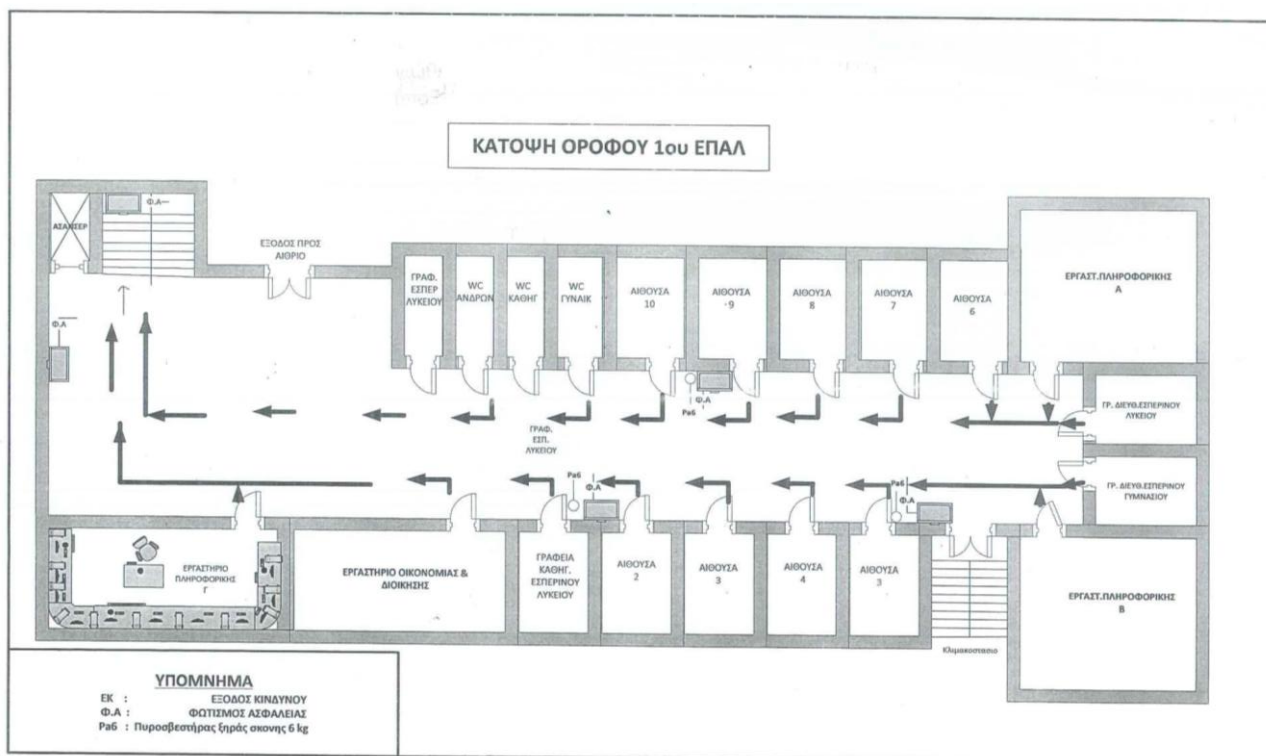 ΚΑΤΟΨΗ ΟΡΟΦΟΥ 1ου ΕΠΑΛ
Φ.Α
ΑΣΑΝΣΕΡ
ΕΞΟΔΟΣ ΠΡΟΣ
ΑΙΘΡΙΟ
ΓΡΑΦ.
ΕΣΠΕΡ
ΛΥΚΕΙΟΥ
WC
ΑΝΔΡΩΝ
WC
ΚΑΘΗΓ
WC
ΓΥΝΑΙΚ
ΑΙΘΟΥΣΑ
10
ΑΙΘΟΥΣΑ
9
ΑΙΘΟΥΣΑ
8
ΑΙΘΟΥΣΑ
7
ΑΙΘΟΥΣΑ
6
ΕΡΓΑΣΤ.ΠΛΗΡΟΦΟΡΙΚΗΣ
Α
Φ.Α
Φ.Α
Ρα6
ΓΡ. ΔΙΕΥΘ.ΕΣΠΕΡΙΝΟΥ
ΛΥΚΕΙΟΥ
ΓΡΑΦ.
ΕΣΠ.
ΛΥΚΕΙΟΥ
Ρα6
Φ.Α
Ρα6
Φ.Α
ΓΡ. ΔΙΕΥΘ.ΕΣΠΕΡΙΝΟΥ
ΓΥΜΝΑΣΙΟΥ
ΕΡΓΑΣΤΗΡΙΟ
ΠΛΗΡΟΦΟΡΙΚΗΣ
Γ
ΕΡΓΑΣΤΗΡΙΟ ΟΙΚΟΝΟΜΙΑΣ &
ΔΙΟΙΚΗΣΗΣ
ΓΡΑΦΕΙΑ
ΚΑΘΗΓ.
ΕΣΠΕΡΙΝΟΥ
ΛΥΚΕΙΟΥ
ΑΙΘΟΥΣΑ
2
ΑΙΘΟΥΣΑ
3
ΑΙΘΟΥΣΑ
4
ΑΙΘΟΥΣΑ
3
ΕΡΓΑΣΤ.ΠΛΗΡΟΦΟΡΙΚΗΣ
Β
Κλιμακοστασιο
ΥΠΟΜΝΗΜΑ
ΕΚ : ΕΞΟΔΟΣ ΚΙΝΔΥΝΟΥ
Φ.Α : ΦΩΤΙΣΜΟΣ ΑΣΦΑΛΕΙΑΣ
Ρα6 : Πυροσβεστήρας ξηράς σκονης 6 kg